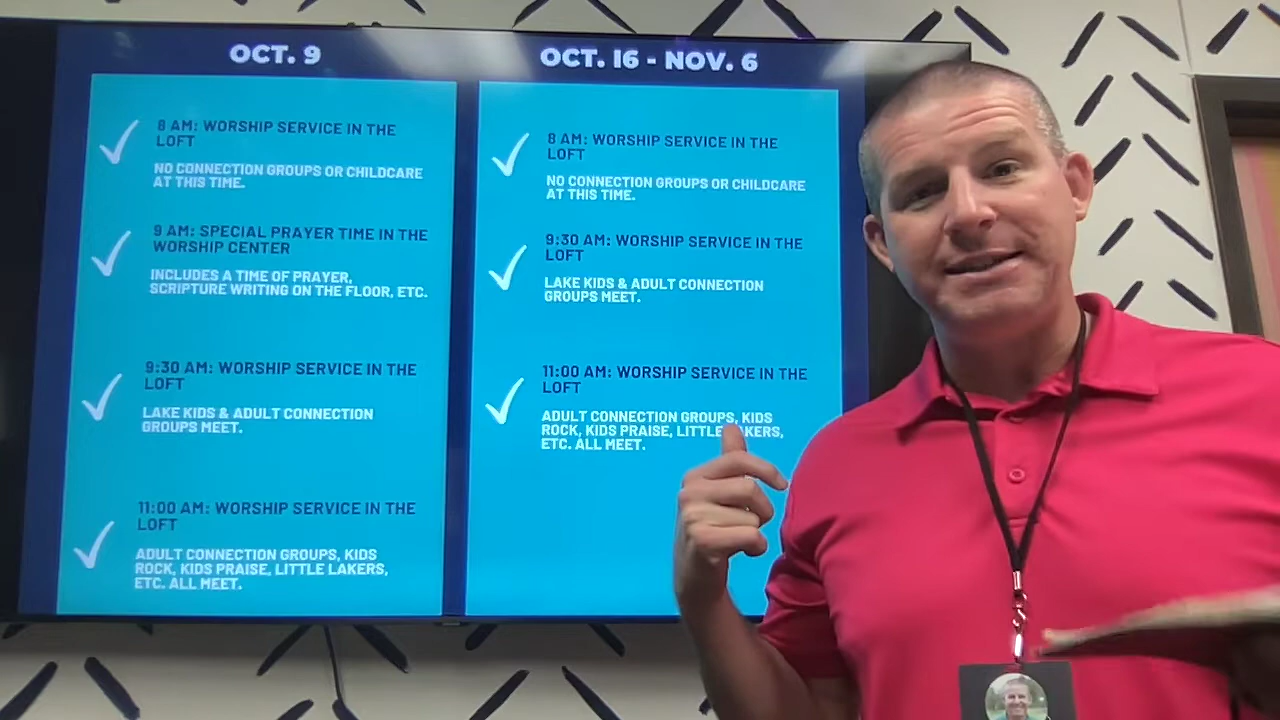 OCT. 9
8 AM: WORSHIP SERVICE IN THE
LOFT
NO CONNECTION GROUPS OR CHILDCARE
AT THIS TIME.
9 AM: SPECIAL PRAYER TIME IN THE
WORSHIP CENTER
INCLUDES A TIME OF PRAYER,
SCRIPTURE WRITING ON THE FLOOR, ETC.
9:30 AM: WORSHIP SERVICE IN THE
LOFT
LAKE KIDS & ADULT CONNECTION
GROUPS MEET.
11:00 AM: WORSHIP SERVICE IN THE
LOFT
ADULT CONNECTION GROUPS, KIDS
ROCK, KIDS PRAISE, LITTLE LAKERS,
ETC. ALL MEET.
OCT. 16 - NOV. 6
8 AM: WORSHIP SERVICE IN THE
LOFT
NO CONNECTION GROUPS OR CHILDCARE
AT THIS TIME.
9:30 AM: WORSHIP SERVICE IN THE
LOFT
LAKE KIDS & ADULT CONNECTION
GROUPS MEET.
11:00 AM: WORSHIP SERVICE IN THE
LOFT
ADULT CONNECTION GROUPS, KIDS
ROCK, KIDS PRAISE, LITTLE LAKERS,
ETC. ALL MEET.